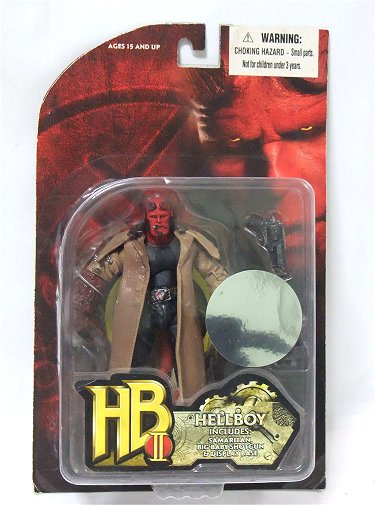 AGES 15 AND UP
⚠ WARNING:
CHOKING HAZARD - Small parts.
Not for children under 3 years.
HB
II
HELLBOY
INCLUDES:
SAMARITAN,
BIG BABY SHOTGUN
& DISPLAY BASE